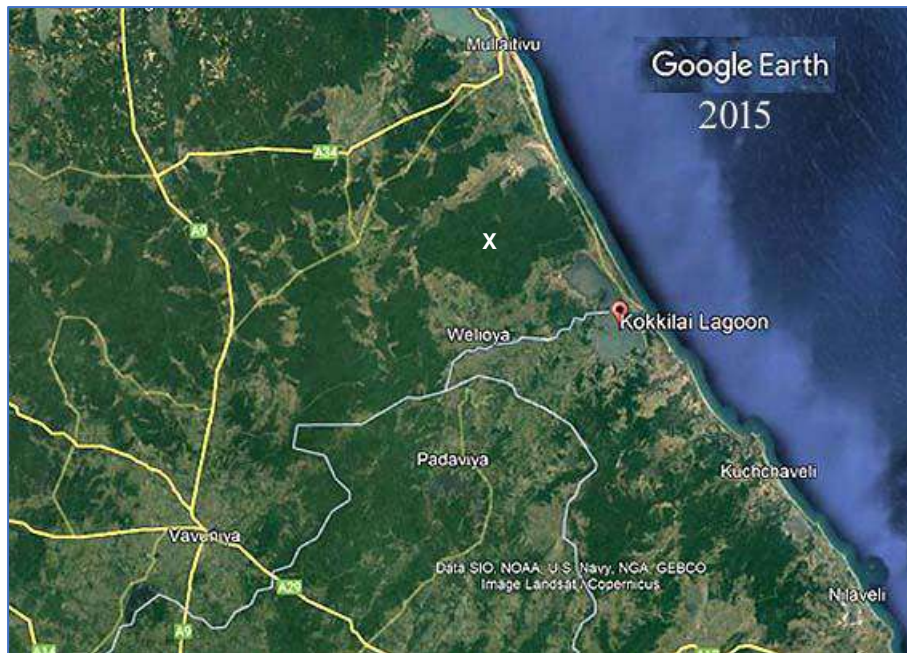 Mullaitivu
Google Earth
2015
A34
A9
X
Kokkilai Lagoon
Welioya
Padaviya
Kuchchaveli
Vavuniya
Data SIO, NOAA, U.S. Navy, NGA, GEBCO
Image Landsat / Copernicus
A29
Nilaveli
A9